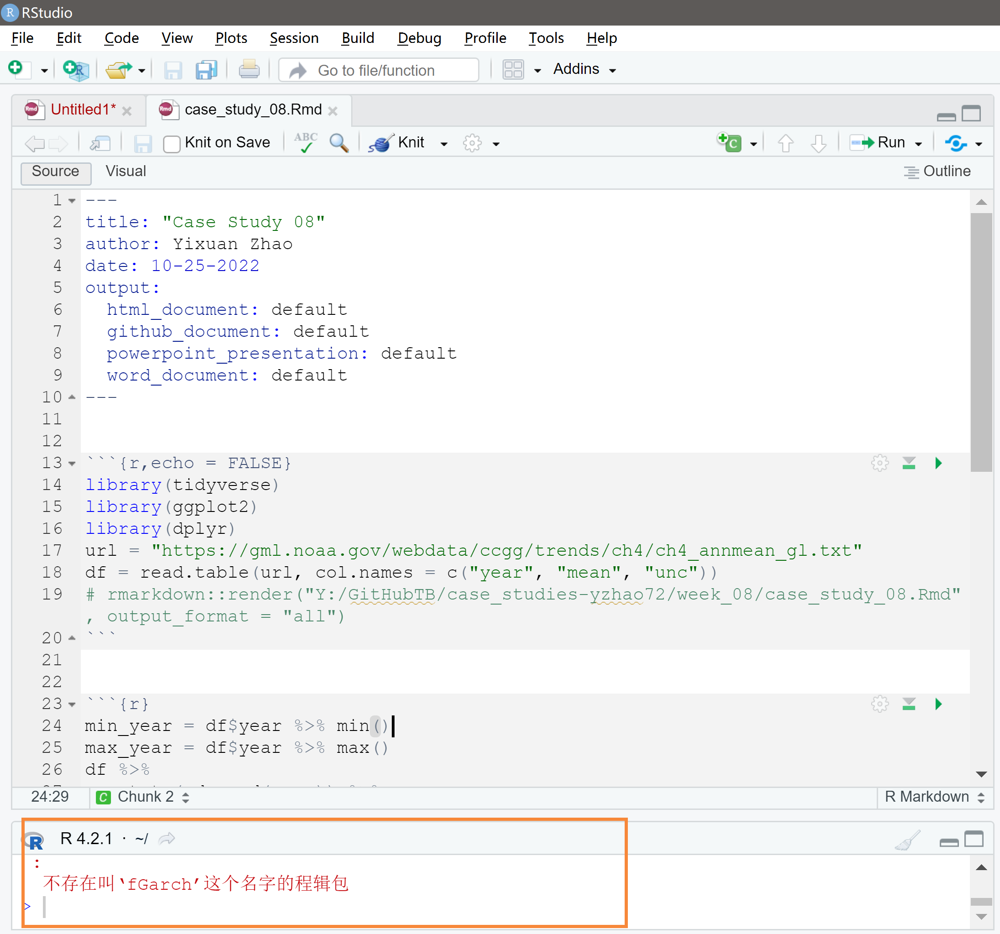 RStudio
File Edit Code View Plots Session Build Debug Profile Tools Help
Go to file/function Addins
Untitled1* case_study_08.Rmd
Knit on Save ABC Knit Run
Source Visual Outline
1 ---
2 title: "Case Study 08"
3 author: Yixuan Zhao
4 date: 10-25-2022
5 output:
6 html_document: default
7 github_document: default
8 powerpoint_presentation: default
9 word_document: default
10 ---
11
12
13 ```{r,echo = FALSE}
14 library(tidyverse)
15 library(ggplot2)
16 library(dplyr)
17 url = "https://gml.noaa.gov/webdata/ccgg/trends/ch4/ch4_annmean_gl.txt"
18 df = read.table(url, col.names = c("year", "mean", "unc"))
19 # rmarkdown::render("Y:/GitHubTB/case_studies-yzhao72/week_08/case_study_08.Rmd"
, output_format = "all")
20 ```
21
22
23 ```{r}
24 min_year = df$year %>% min()
25 max_year = df$year %>% max()
26 df %>%
24:29 Chunk 2 R Markdown
R 4.2.1 · ~/
:
不存在叫‘fGarch’这个名字的程辑包
>